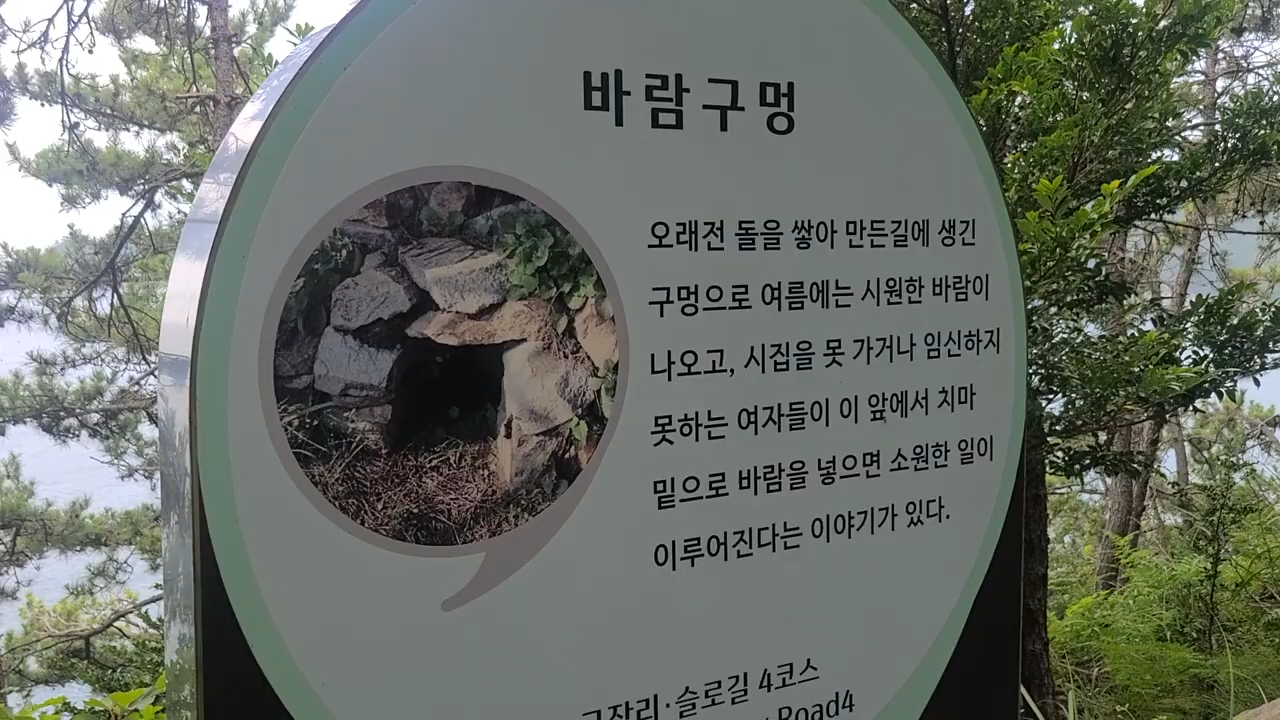 바람구멍
오래전 돌을 쌓아 만든길에 생긴
구멍으로 여름에는 시원한 바람이
나오고, 시집을 못 가거나 임신하지
못하는 여자들이 이 앞에서 치마
밑으로 바람을 넣으면 소원한 일이
이루어진다는 이야기가 있다.
슬로길 4코스
Road4